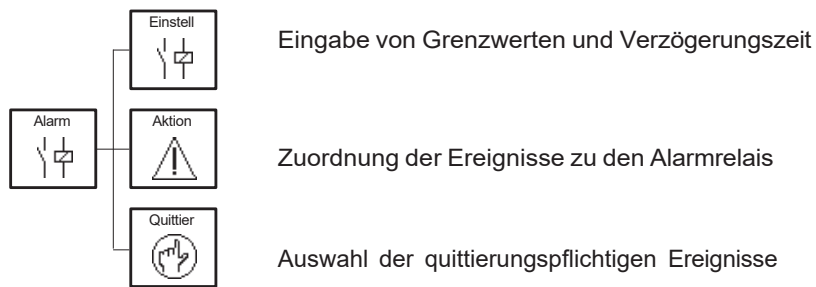 Einstell
Eingabe von Grenzwerten und Verzögerungszeit
Alarm
Aktion
Zuordnung der Ereignisse zu den Alarmrelais
Quittier
Auswahl der quittierungspflichtigen Ereignisse